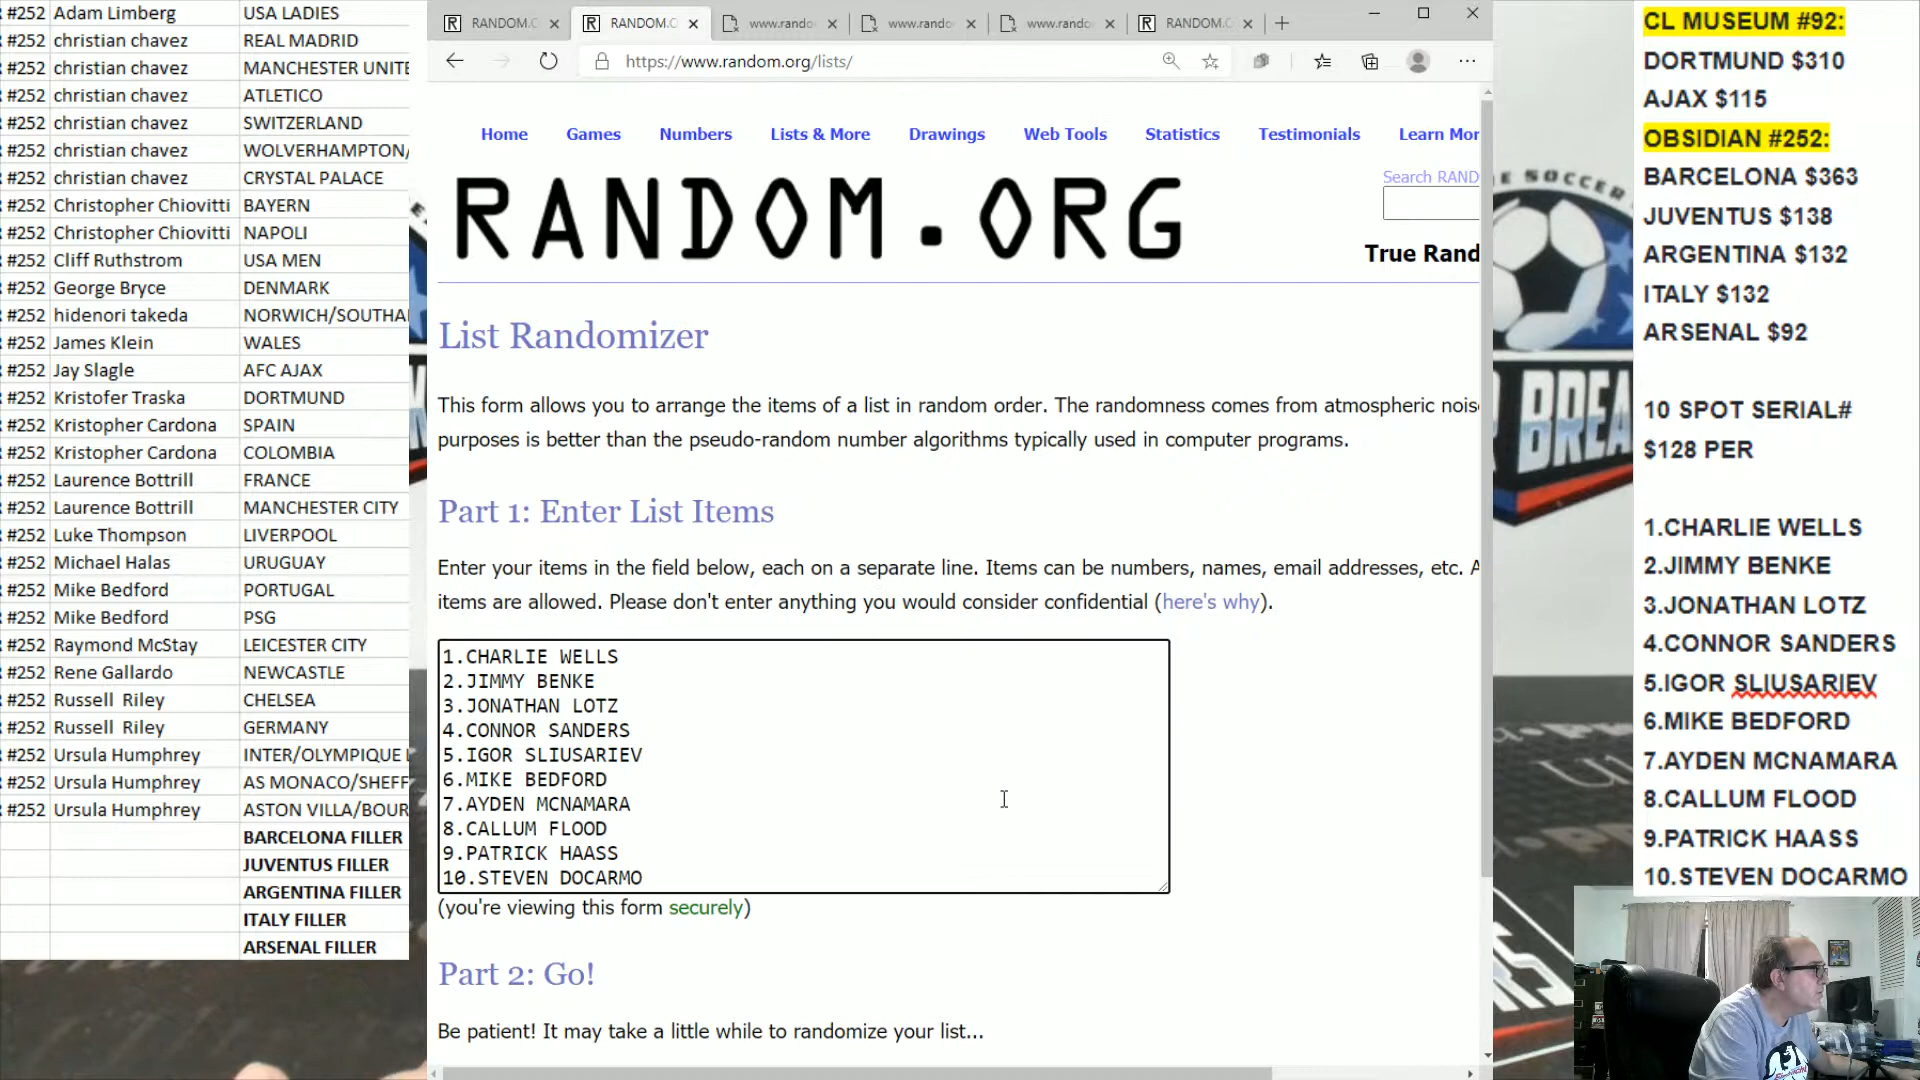 #252 Adam Limberg USA LADIES
#252 christian chavez REAL MADRID
#252 christian chavez MANCHESTER UNITE
#252 christian chavez ATLETICO
#252 christian chavez SWITZERLAND
#252 christian chavez WOLVERHAMPTON/
#252 christian chavez CRYSTAL PALACE
#252 Christopher Chiovitti BAYERN
#252 Christopher Chiovitti NAPOLI
#252 Cliff Ruthstrom USA MEN
#252 George Bryce DENMARK
#252 hidenori takeda NORWICH/SOUTHA
#252 James Klein WALES
#252 Jay Slagle AFC AJAX
#252 Kristofer Traska DORTMUND
#252 Kristopher Cardona SPAIN
#252 Kristopher Cardona COLOMBIA
#252 Laurence Bottrill FRANCE
#252 Laurence Bottrill MANCHESTER CITY
#252 Luke Thompson LIVERPOOL
#252 Michael Halas URUGUAY
#252 Mike Bedford PORTUGAL
#252 Mike Bedford PSG
#252 Raymond McStay LEICESTER CITY
#252 Rene Gallardo NEWCASTLE
#252 Russell Riley CHELSEA
#252 Russell Riley GERMANY
#252 Ursula Humphrey INTER/OLYMPIQUE
#252 Ursula Humphrey AS MONACO/SHEFF
#252 Ursula Humphrey ASTON VILLA/BOUR
BARCELONA FILLER
JUVENTUS FILLER
ARGENTINA FILLER
ITALY FILLER
ARSENAL FILLER
RANDOM.O
RANDOM.O
www.rando
www.rando
www.rando
RANDOM.O
https://www.random.org/lists/
Home Games Numbers Lists & More Drawings Web Tools Statistics Testimonials Learn Mor
RANDOM.ORG
Search RAND
True Rand
List Randomizer
This form allows you to arrange the items of a list in random order. The randomness comes from atmospheric nois
purposes is better than the pseudo-random number algorithms typically used in computer programs.
Part 1: Enter List Items
Enter your items in the field below, each on a separate line. Items can be numbers, names, email addresses, etc. A
items are allowed. Please don't enter anything you would consider confidential (here's why).
1.CHARLIE WELLS
2.JIMMY BENKE
3.JONATHAN LOTZ
4.CONNOR SANDERS
5.IGOR SLIUSARIEV
6.MIKE BEDFORD
7.AYDEN MCNAMARA
8.CALLUM FLOOD
9.PATRICK HAASS
10.STEVEN DOCARMO
(you're viewing this form securely)
Part 2: Go!
Be patient! It may take a little while to randomize your list...
CL MUSEUM #92:
DORTMUND $310
AJAX $115
OBSIDIAN #252:
BARCELONA $363
JUVENTUS $138
ARGENTINA $132
ITALY $132
ARSENAL $92
10 SPOT SERIAL#
$128 PER
1.CHARLIE WELLS
2.JIMMY BENKE
3.JONATHAN LOTZ
4.CONNOR SANDERS
5.IGOR SLIUSARIEV
6.MIKE BEDFORD
7.AYDEN MCNAMARA
8.CALLUM FLOOD
9.PATRICK HAASS
10.STEVEN DOCARMO
E SOCCER
R BREA